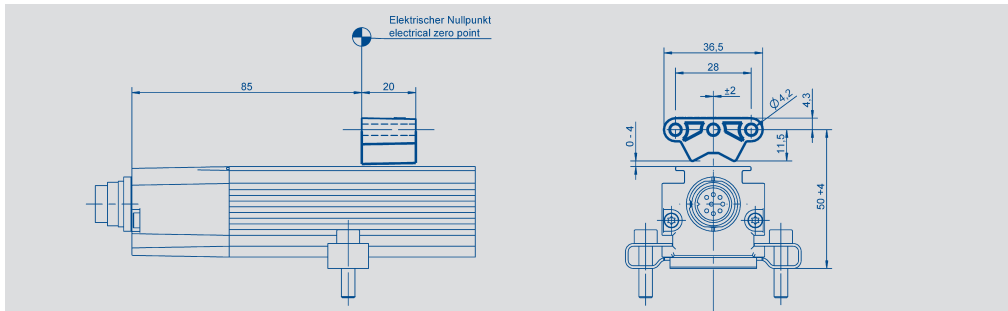 Elektrischer Nullpunkt
electrical zero point
85
20
36,5
28
±2
Ø4,2
4,3
0 - 4
11,5
50 +4